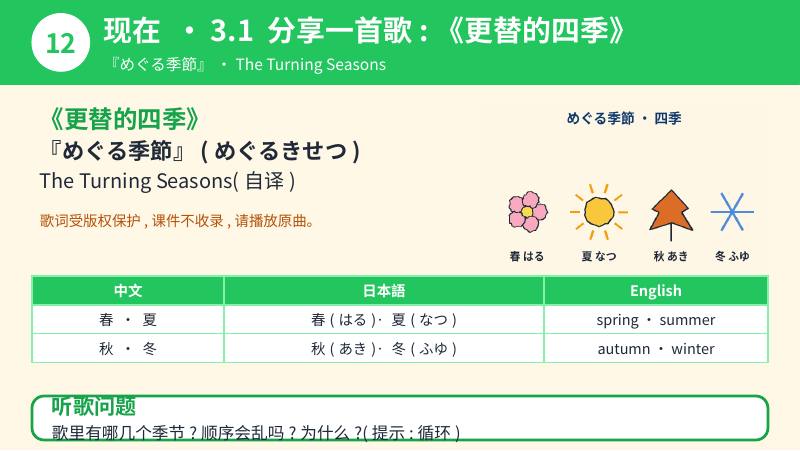 12
现在 · 3.1 分享一首歌：《更替的四季》
『めぐる季節』 · The Turning Seasons
《更替的四季》
『めぐる季節』 ( めぐるきせつ )
The Turning Seasons( 自译 )
歌词受版权保护 , 课件不收录 , 请播放原曲。
めぐる季節 · 四季
春 はる 夏 なつ 秋 あき 冬 ふゆ
中文 日本語 English
春 · 夏 春 ( はる )· 夏 ( なつ ) spring · summer
秋 · 冬 秋 ( あき )· 冬 ( ふゆ ) autumn · winter
听歌问题
歌里有哪几个季节 ? 顺序会乱吗 ? 为什么 ?( 提示 : 循环 )